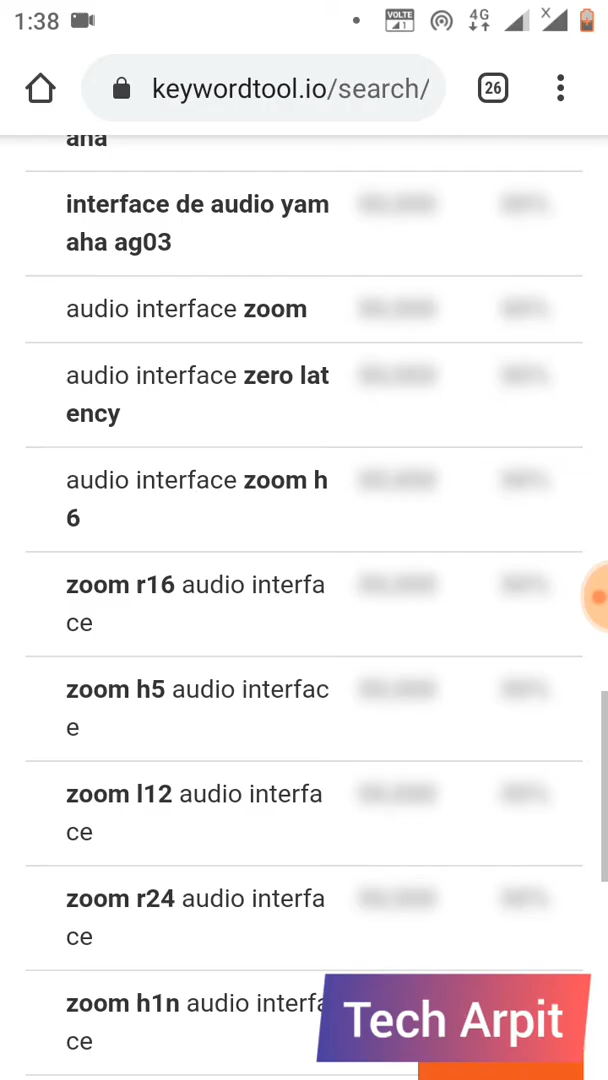 1:38
VOLTE
1
4G
X
keywordtool.io/search/
26
aha
interface de audio yam
aha ag03
audio interface zoom
audio interface zero lat
ency
audio interface zoom h
6
zoom r16 audio interfa
ce
zoom h5 audio interfac
e
zoom l12 audio interfa
ce
zoom r24 audio interfa
ce
zoom h1n audio interfa
ce
Tech Arpit